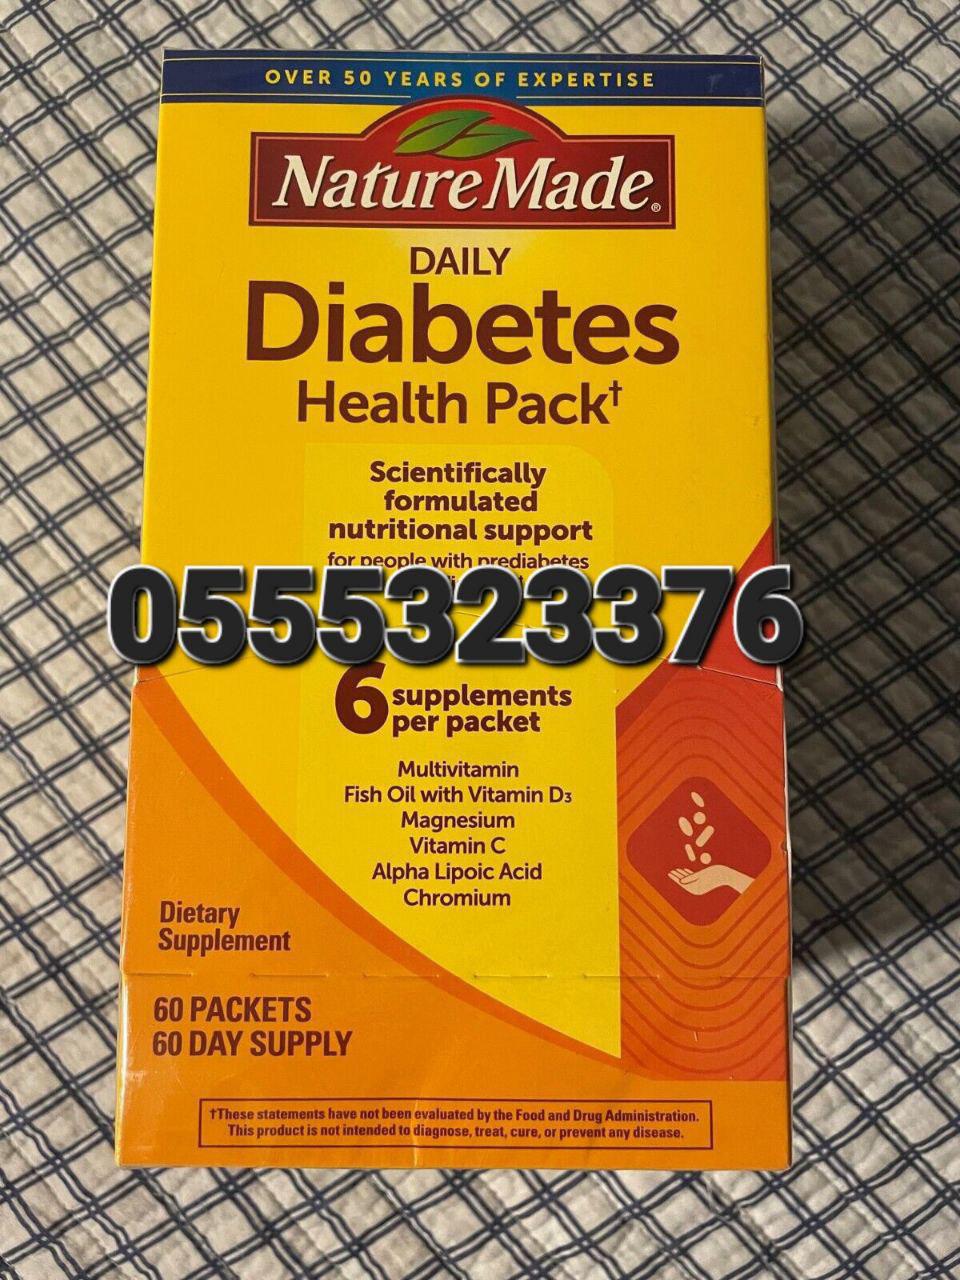 OVER 50 YEARS OF EXPERTISE
Nature Made®
DAILY
Diabetes
Health Pack†
Scientifically
formulated
nutritional support
for people with prediabetes
0555323376
6 supplements
per packet
Multivitamin
Fish Oil with Vitamin D3
Magnesium
Vitamin C
Alpha Lipoic Acid
Chromium
Dietary
Supplement
60 PACKETS
60 DAY SUPPLY
†These statements have not been evaluated by the Food and Drug Administration.
This product is not intended to diagnose, treat, cure, or prevent any disease.